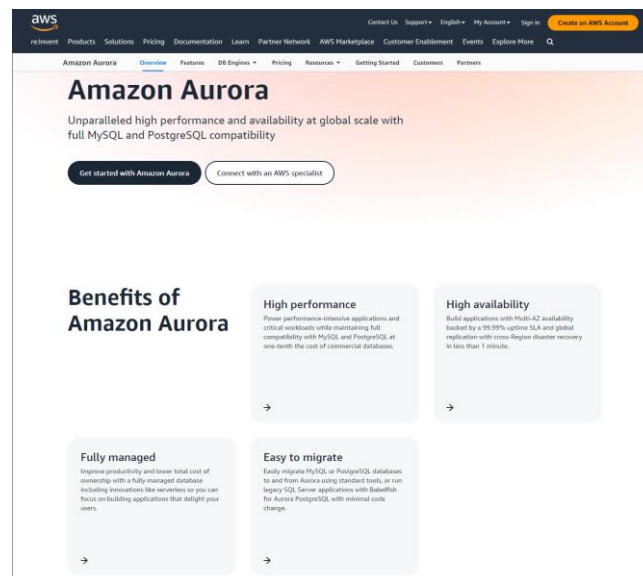 aws
Contact Us Support English My Account Sign In Create an AWS Account
re:Invent Products Solutions Pricing Documentation Learn Partner Network AWS Marketplace Customer Enablement Events Explore More
Amazon Aurora Overview Features DB Engines Pricing Resources Getting Started Customers Partners
Amazon Aurora
Unparalleled high performance and availability at global scale with
full MySQL and PostgreSQL compatibility
Get started with Amazon Aurora Connect with an AWS specialist
Benefits of
Amazon Aurora
High performance
Power performance-intensive applications and
critical workloads while maintaining full
compatibility with MySQL and PostgreSQL at
one-tenth the cost of commercial databases.
→
High availability
Build applications with Multi-AZ availability
backed by a 99.99% uptime SLA and global
replication with cross-Region disaster recovery
in less than 1 minute.
→
Fully managed
Improve productivity and lower total cost of
ownership with a fully managed database
including innovations like serverless so you can
focus on building applications that delight your
users.
→
Easy to migrate
Easily migrate MySQL or PostgreSQL databases
to and from Aurora using standard tools, or run
legacy SQL Server applications with Babelfish
for Aurora PostgreSQL with minimal code
change.
→